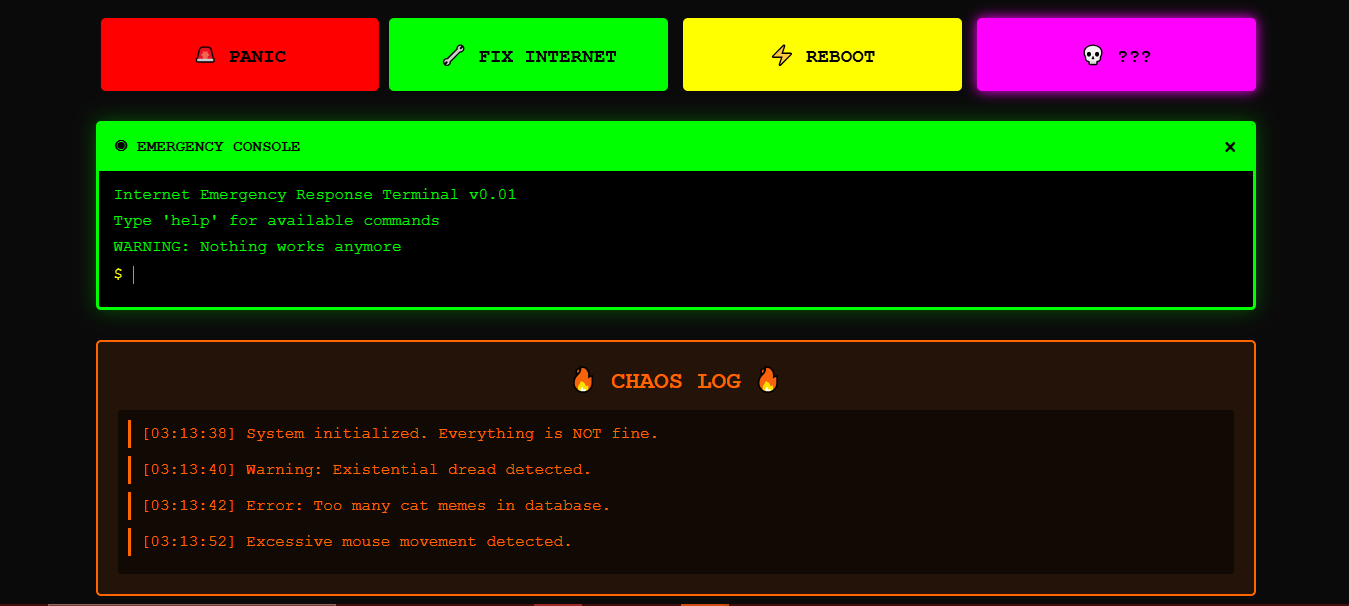 🚨 PANIC
🔧 FIX INTERNET
⚡ REBOOT
💀 ???
◉ EMERGENCY CONSOLE ×
Internet Emergency Response Terminal v0.01
Type 'help' for available commands
WARNING: Nothing works anymore
$
🔥 CHAOS LOG 🔥
[03:13:38] System initialized. Everything is NOT fine.
[03:13:40] Warning: Existential dread detected.
[03:13:42] Error: Too many cat memes in database.
[03:13:52] Excessive mouse movement detected.